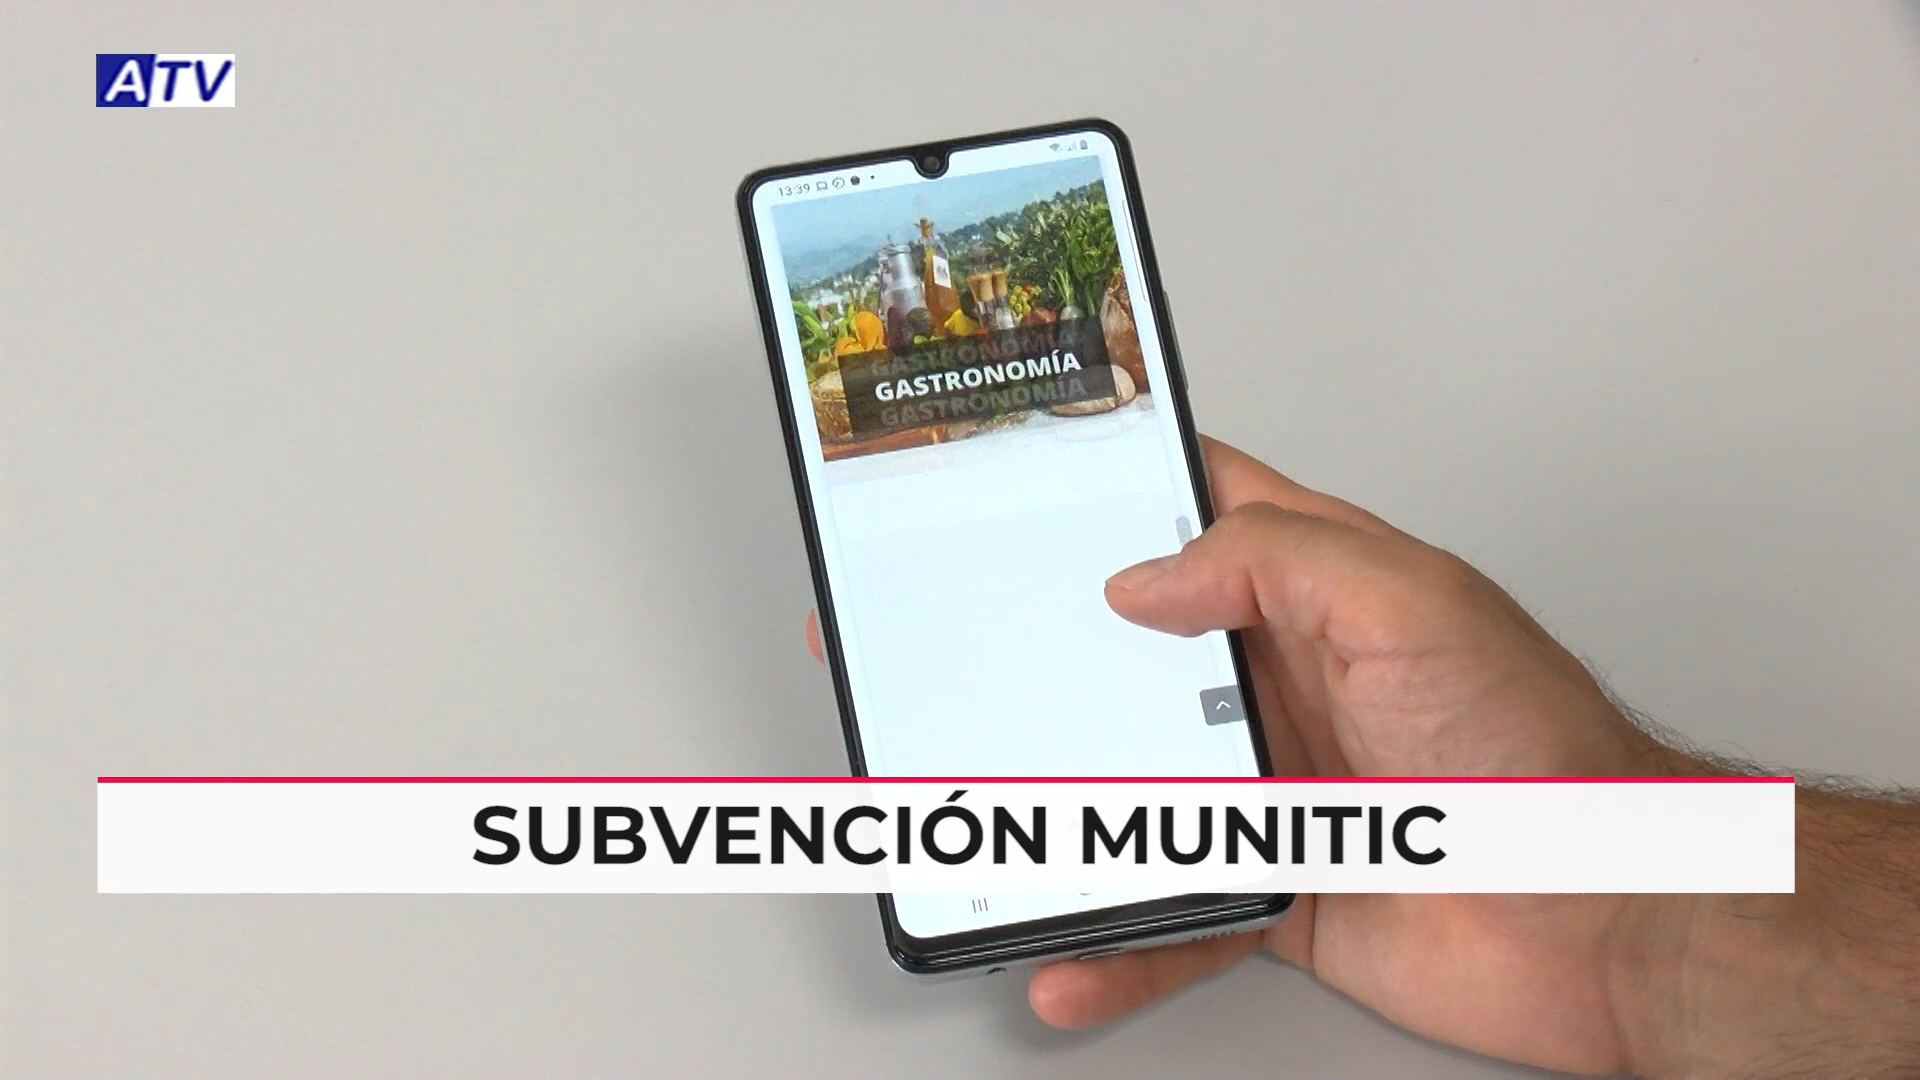 ATV
13:39
GASTRONOMÍA
GASTRONOMÍA
GASTRONOMÍA
SUBVENCIÓN MUNITIC